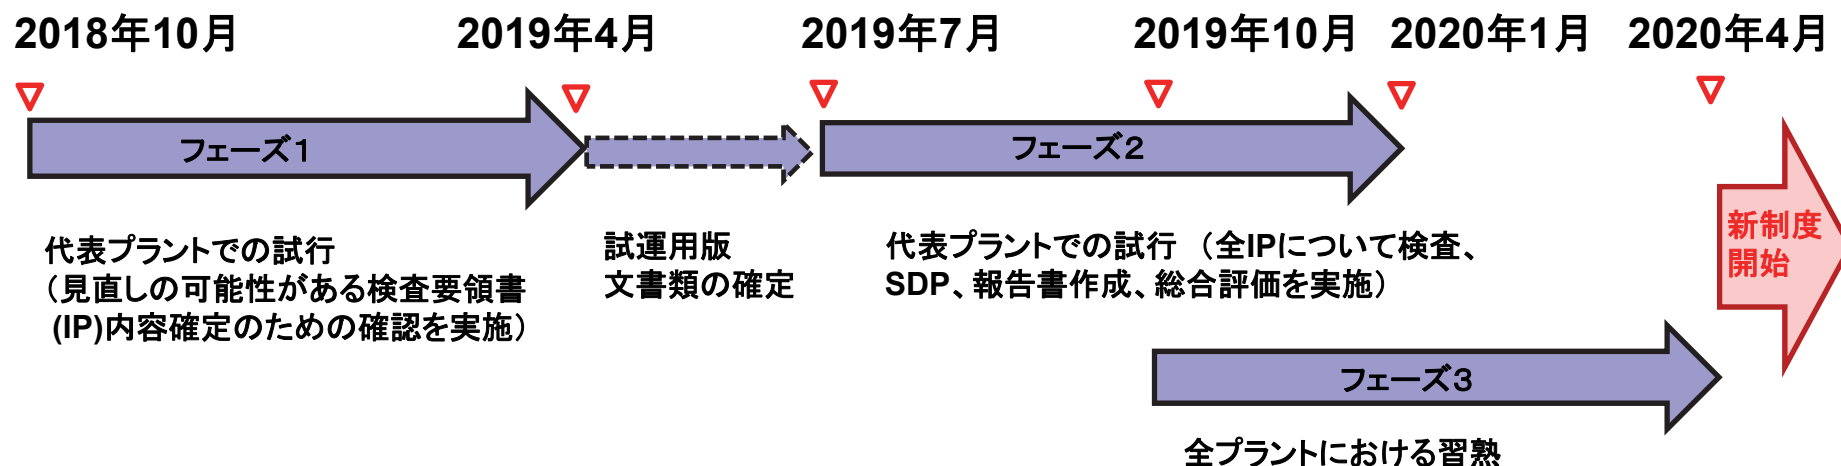 2018年10月
2019年4月
2019年7月
2019年10月
2020年1月
2020年4月
フェーズ１
フェーズ２
代表プラントでの試行
（見直しの可能性がある検査要領書
(IP)内容確定のための確認を実施）
試運用版
文書類の確定
代表プラントでの試行　（全IPについて検査、
SDP、報告書作成、総合評価を実施）
新制度
開始
フェーズ３
全プラントにおける習熟